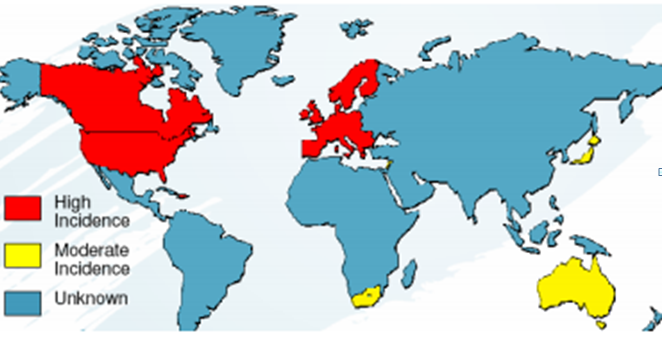 High
Incidence
Moderate
Incidence
Unknown